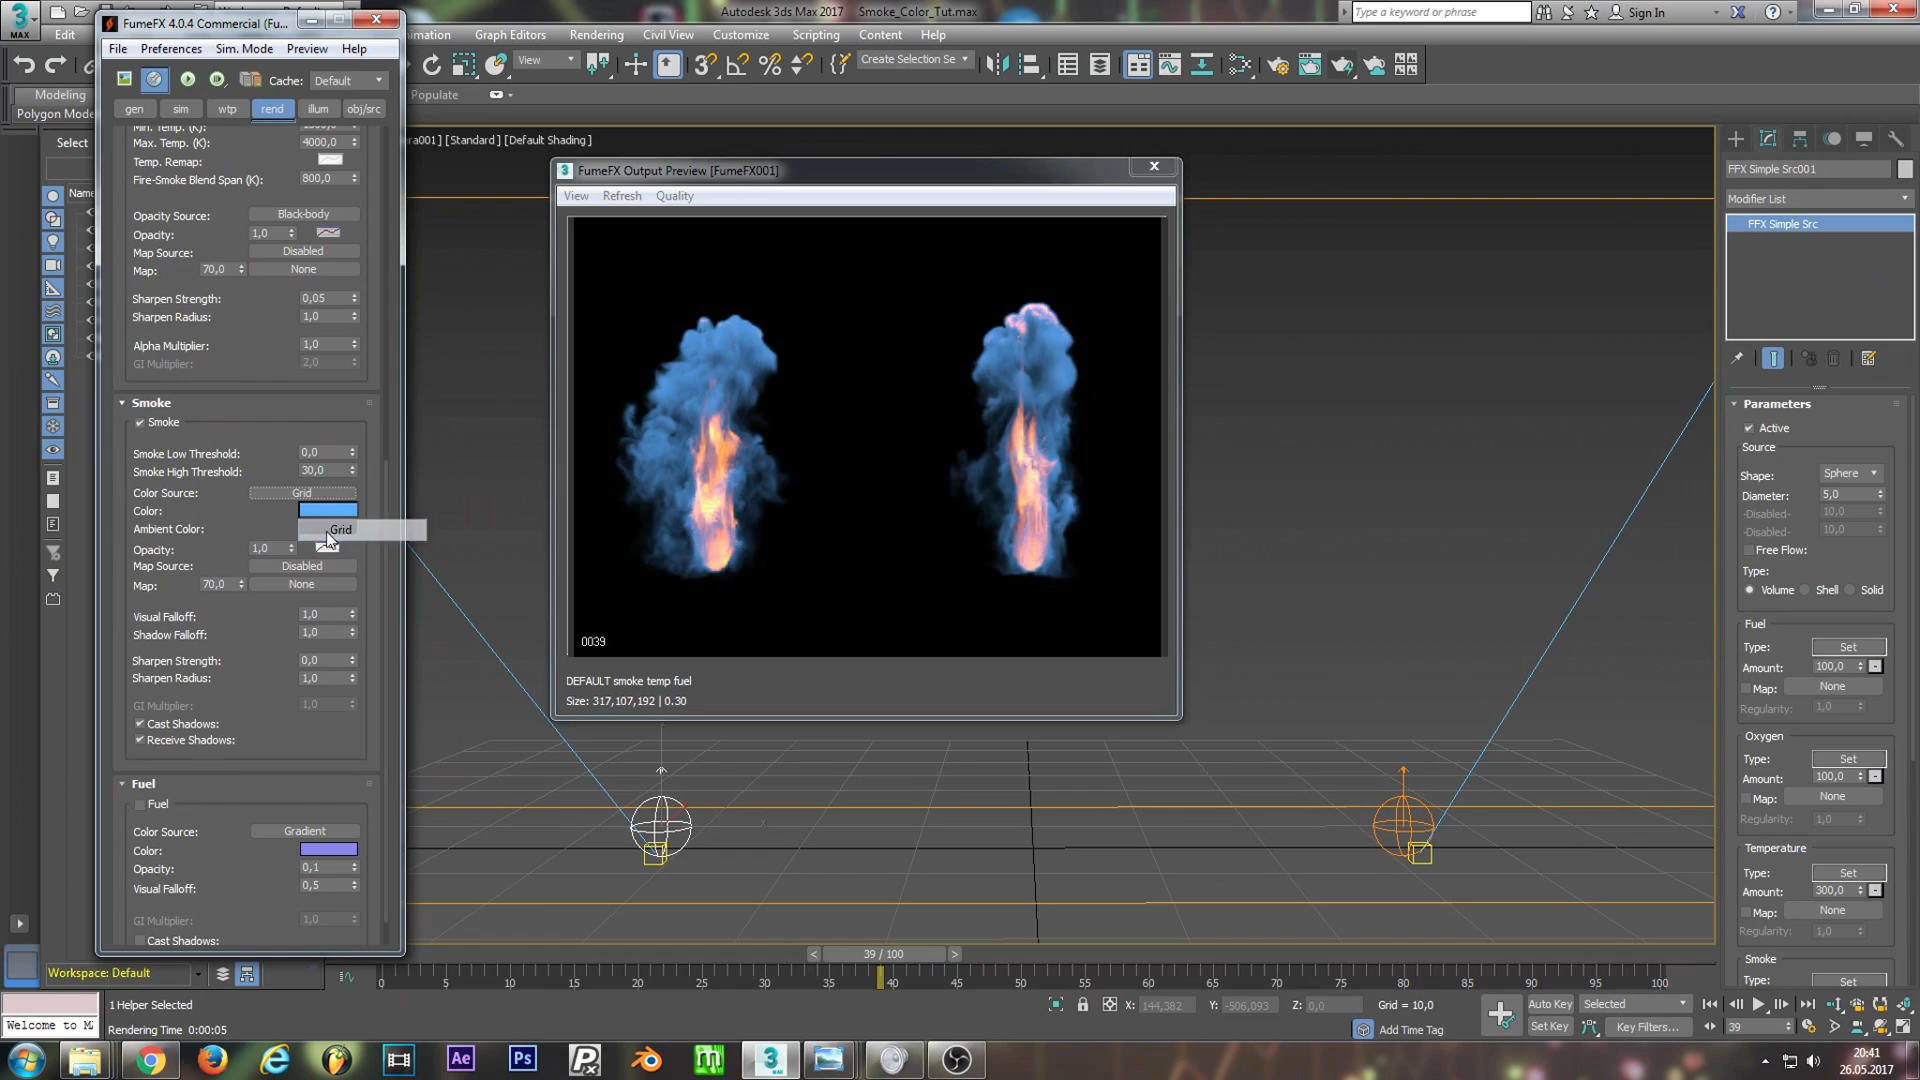 FumeFX 4.0.4 Commercial (Fu...
Autodesk 3ds Max 2017 Smoke_Color_Tut.max
Type a keyword or phrase
Sign In
MAX
Edit
Graph Editors
Rendering
Civil View
Customize
Scripting
Content
Help
File Preferences Sim. Mode Preview Help
View
Create Selection Se
Cache: Default
Modeling
Populate
gen sim wtp rend illum obj/src
Polygon Mode
Select
Max. Temp. (K): 4000,0
Temp. Remap:
Fire-Smoke Blend Span (K): 800,0
Opacity Source: Black-body
Opacity: 1,0
Map Source: Disabled
Map: 70,0 None
Sharpen Strength: 0,05
Sharpen Radius: 1,0
Alpha Multiplier: 1,0
GI Multiplier: 2,0
Smoke
Smoke
Smoke Low Threshold: 0,0
Smoke High Threshold: 30,0
Color Source: Grid
Color:
Ambient Color:
Grid
Opacity: 1,0
Map Source: Disabled
Map: 70,0 None
Visual Falloff: 1,0
Shadow Falloff: 1,0
Sharpen Strength: 0,0
Sharpen Radius: 1,0
GI Multiplier: 1,0
Cast Shadows:
Receive Shadows:
Fuel
Fuel
Color Source: Gradient
Color:
Opacity: 0,1
Visual Falloff: 0,5
GI Multiplier: 1,0
Cast Shadows:
[Standard] [Default Shading]
FumeFX Output Preview [FumeFX001]
View Refresh Quality
0039
DEFAULT smoke temp fuel
Size: 317,107,192 | 0.30
FFX Simple Src001
Modifier List
FFX Simple Src
Parameters
Active
Source
Shape: Sphere
Diameter: 5,0
-Disabled- 10,0
-Disabled- 10,0
Free Flow:
Type:
Volume Shell Solid
Fuel
Type: Set
Amount: 100,0
Map: None
Regularity: 1,0
Oxygen
Type: Set
Amount: 100,0
Map: None
Regularity: 1,0
Temperature
Type: Set
Amount: 300,0
Map: None
Regularity: 1,0
Smoke
Type: Set
< 39 / 100 >
Workspace: Default
0 5 10 15 20 25 30 35 40 45 50 55 60 65 70 75 80 85 90 95 100
1 Helper Selected
X: 144,382 Y: -506,093 Z: 0,0 Grid = 10,0
Auto Key Selected
Welcome to M
Rendering Time 0:00:05
Add Time Tag
Set Key Key Filters...
39
Ae
Ps
3
MAX
20:41
26.05.2017